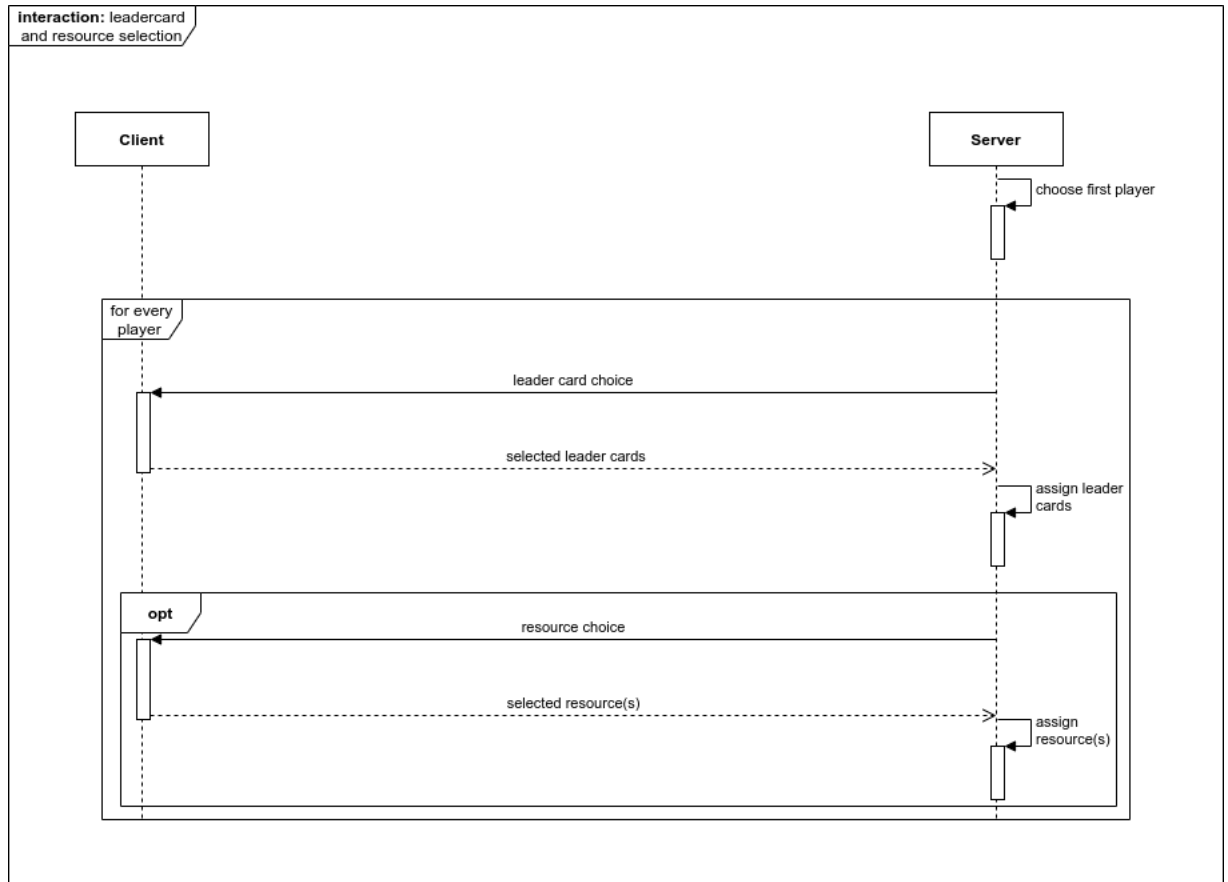 interaction: leadercard
and resource selection
Client
Server
choose first player
for every
player
leader card choice
selected leader cards
assign leader
cards
opt
resource choice
selected resource(s)
assign
resource(s)